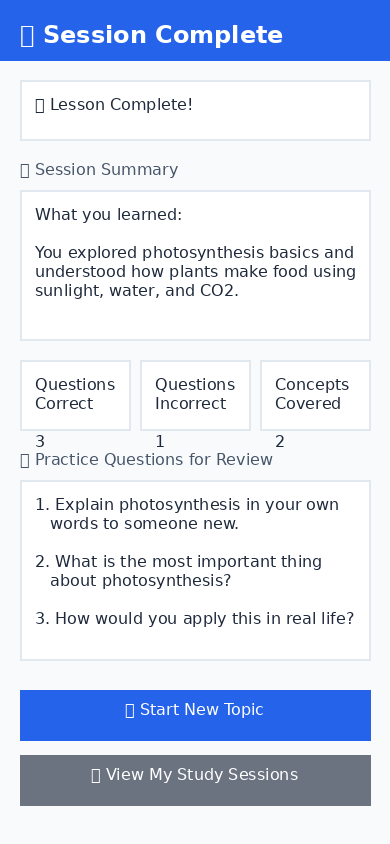 Session Complete
Lesson Complete!
Session Summary
What you learned:
You explored photosynthesis basics and
understood how plants make food using
sunlight, water, and CO2.
Questions Correct
3
Questions Incorrect
1
Concepts Covered
2
Practice Questions for Review
1. Explain photosynthesis in your own
words to someone new.
2. What is the most important thing
about photosynthesis?
3. How would you apply this in real life?
Start New Topic
View My Study Sessions